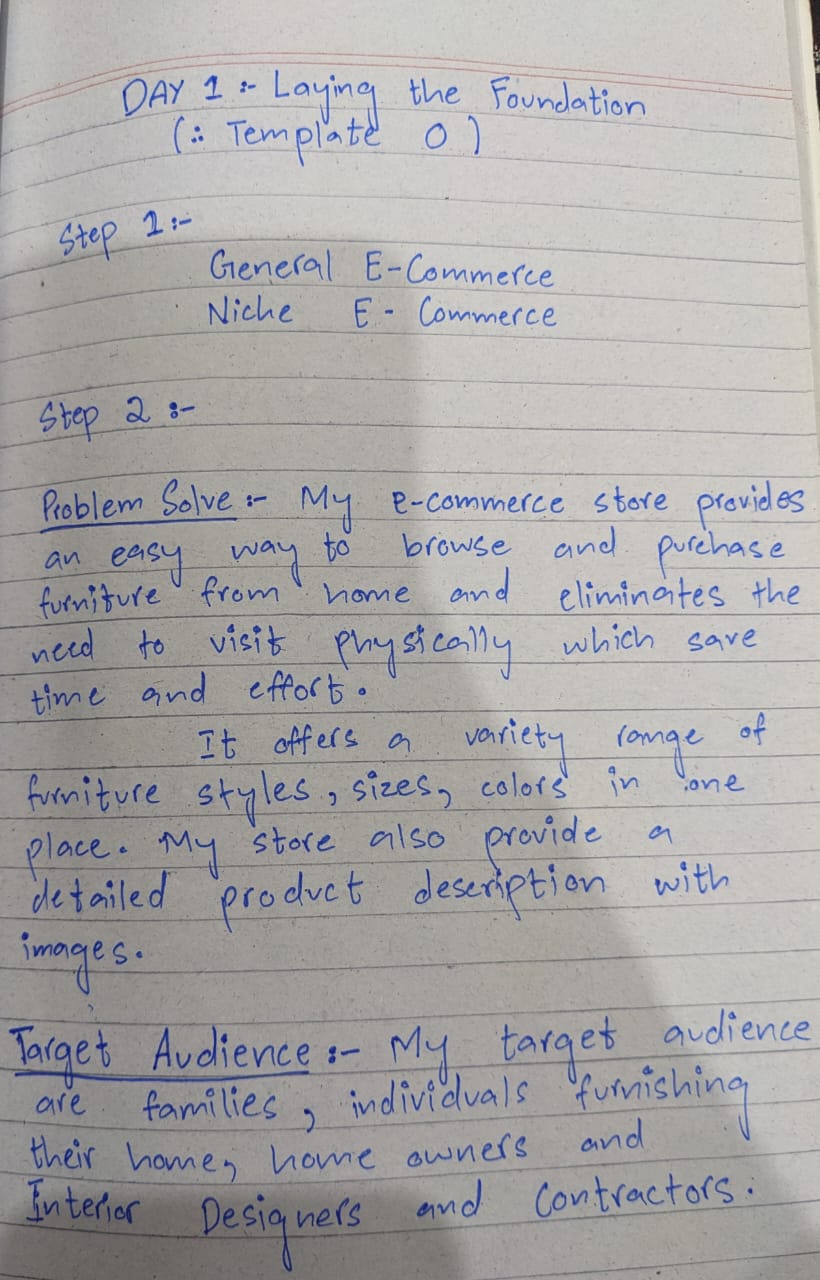 DAY 1 :- Laying the Foundation
(:: Template 0)
Step 1:-
General E-Commerce
Niche E - Commerce
Step 2 :-
Problem Solve :- My e-commerce store provides
an easy way to browse and purchase
furniture from home and eliminates the
need to visit physically which save
time and effort.
It offers a variety range of
furniture styles, sizes, colors in one
place. My store also provide a
detailed product description with
images.
Target Audience :- My target audience
are families, individuals furnishing
their home, home owners and
Interior Designers and Contractors.